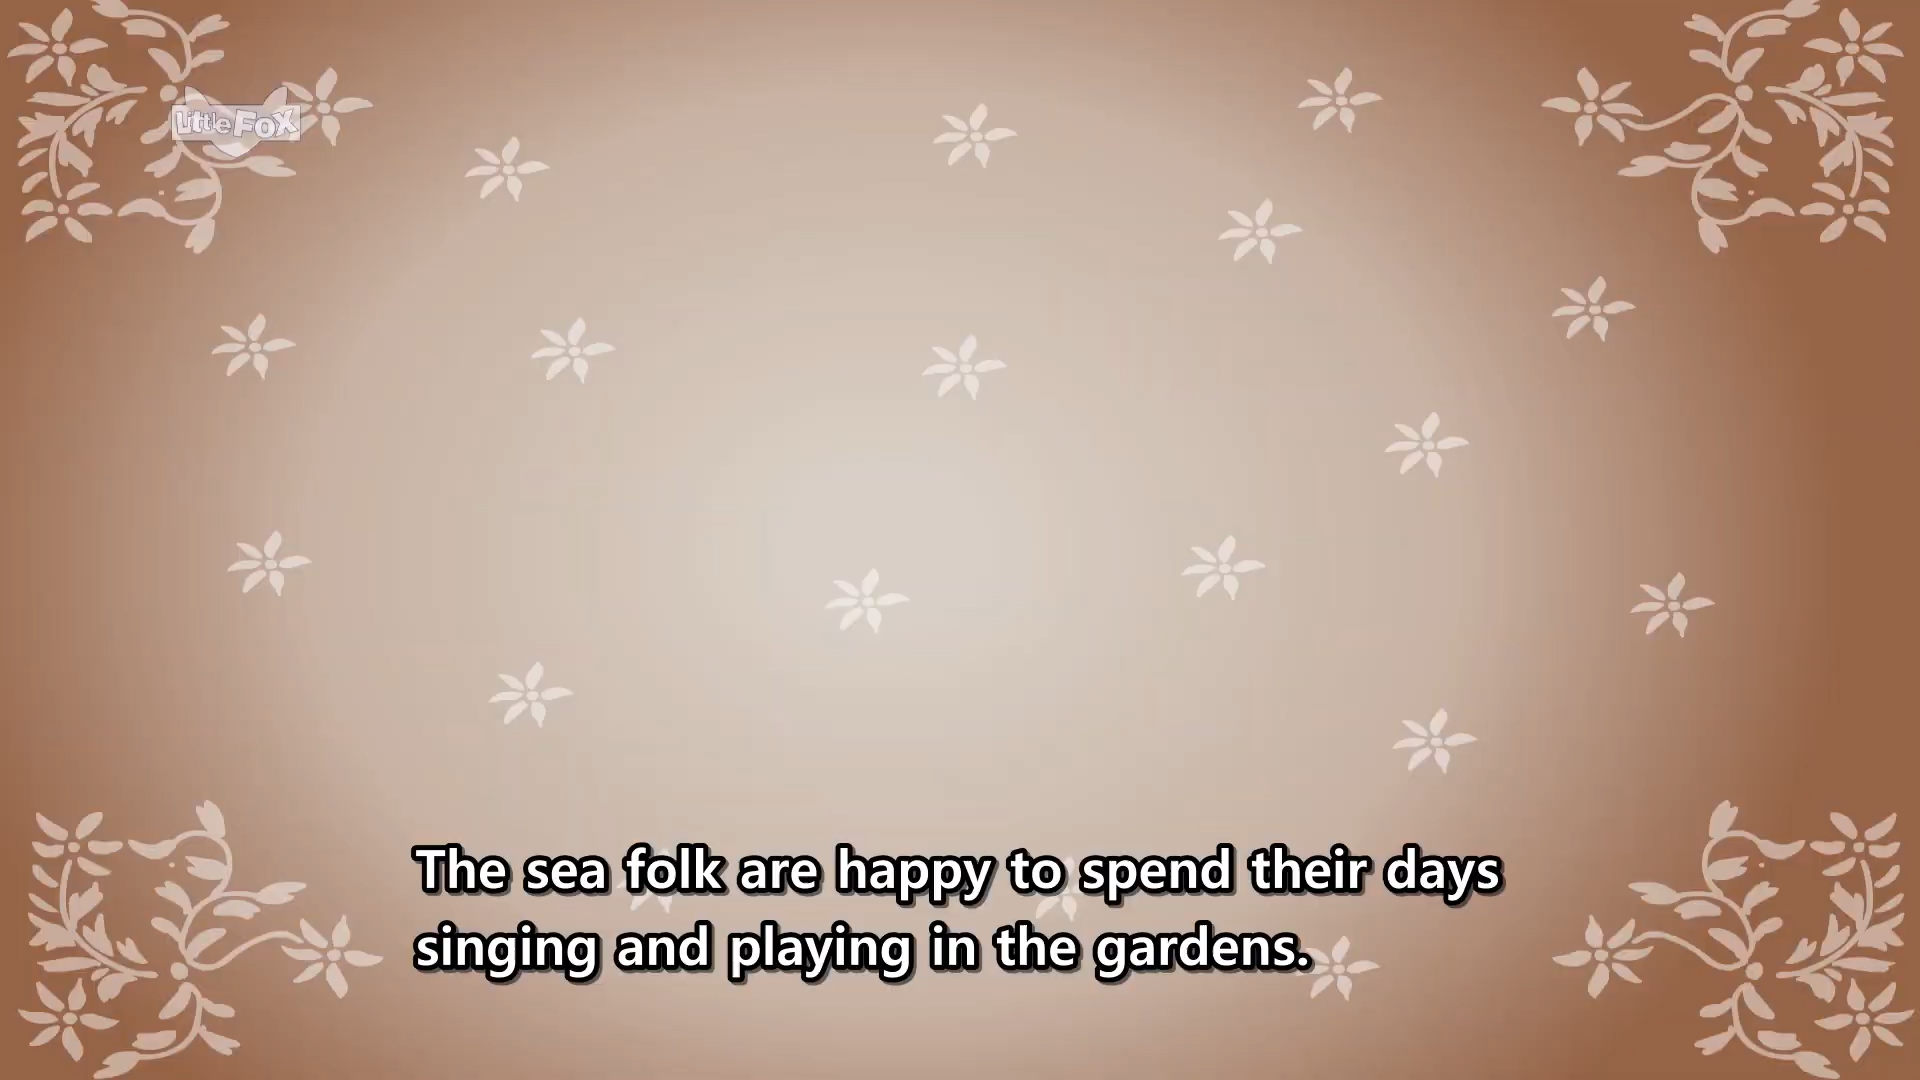 Little Fox
The sea folk are happy to spend their days
singing and playing in the gardens.